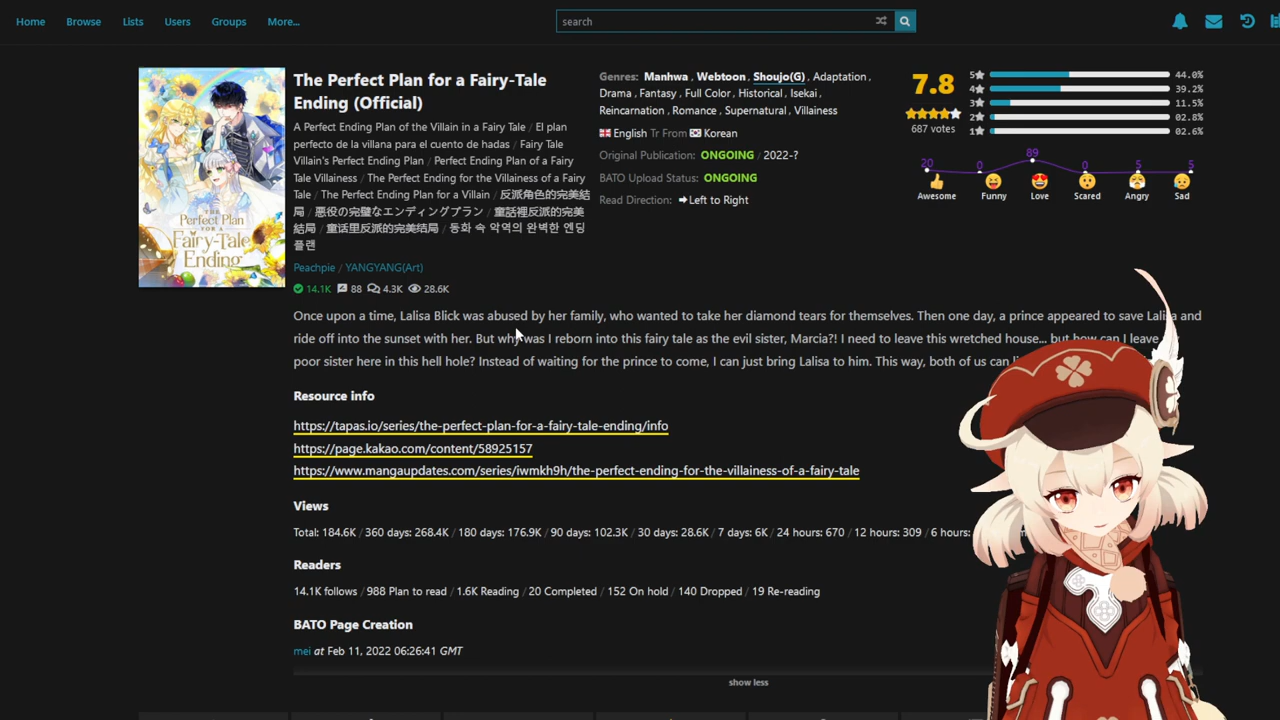 Home Browse Lists Users Groups More... search
The Perfect Plan for a Fairy-Tale
Ending (Official)
A Perfect Ending Plan of the Villain in a Fairy Tale / El plan
perfecto de la villana para el cuento de hadas / Fairy Tale
Villain's Perfect Ending Plan / Perfect Ending Plan of a Fairy
Tale Villainess / The Perfect Ending for the Villainess of a Fairy
Tale / The Perfect Ending Plan for a Villain / 反派角色的完美結
局 / 悪役の完璧なエンディングプラン / 童話裡反派的完美
結局 / 童话里反派的完美结局 / 동화 속 악역의 완벽한 엔딩
플랜
Peachpie / YANGYANG(Art)
14.1K 88 4.3K 28.6K
THE
Perfect Plan
FOR A
Fairy-Tale
Ending
Genres: Manhwa , Webtoon , Shoujo(G) , Adaptation ,
Drama , Fantasy , Full Color , Historical , Isekai ,
Reincarnation , Romance , Supernatural , Villainess
English Tr From Korean
Original Publication: ONGOING / 2022-?
BATO Upload Status: ONGOING
Read Direction: Left to Right
7.8
687 votes
5 44.0%
4 39.2%
3 11.5%
2 02.8%
1 02.6%
20 0 89 0 5 5
Awesome Funny Love Scared Angry Sad
Once upon a time, Lalisa Blick was abused by her family, who wanted to take her diamond tears for themselves. Then one day, a prince appeared to save Lalisa and
ride off into the sunset with her. But why was I reborn into this fairy tale as the evil sister, Marcia?! I need to leave this wretched house... but how can I leave
poor sister here in this hell hole? Instead of waiting for the prince to come, I can just bring Lalisa to him. This way, both of us can
Resource info
https://tapas.io/series/the-perfect-plan-for-a-fairy-tale-ending/info
https://page.kakao.com/content/58925157
https://www.mangaupdates.com/series/iwmkh9h/the-perfect-ending-for-the-villainess-of-a-fairy-tale
Views
Total: 184.6K / 360 days: 268.4K / 180 days: 176.9K / 90 days: 102.3K / 30 days: 28.6K / 7 days: 6K / 24 hours: 670 / 12 hours: 309 / 6 hours:
Readers
14.1K follows / 988 Plan to read / 1.6K Reading / 20 Completed / 152 On hold / 140 Dropped / 19 Re-reading
BATO Page Creation
mei at Feb 11, 2022 06:26:41 GMT
show less